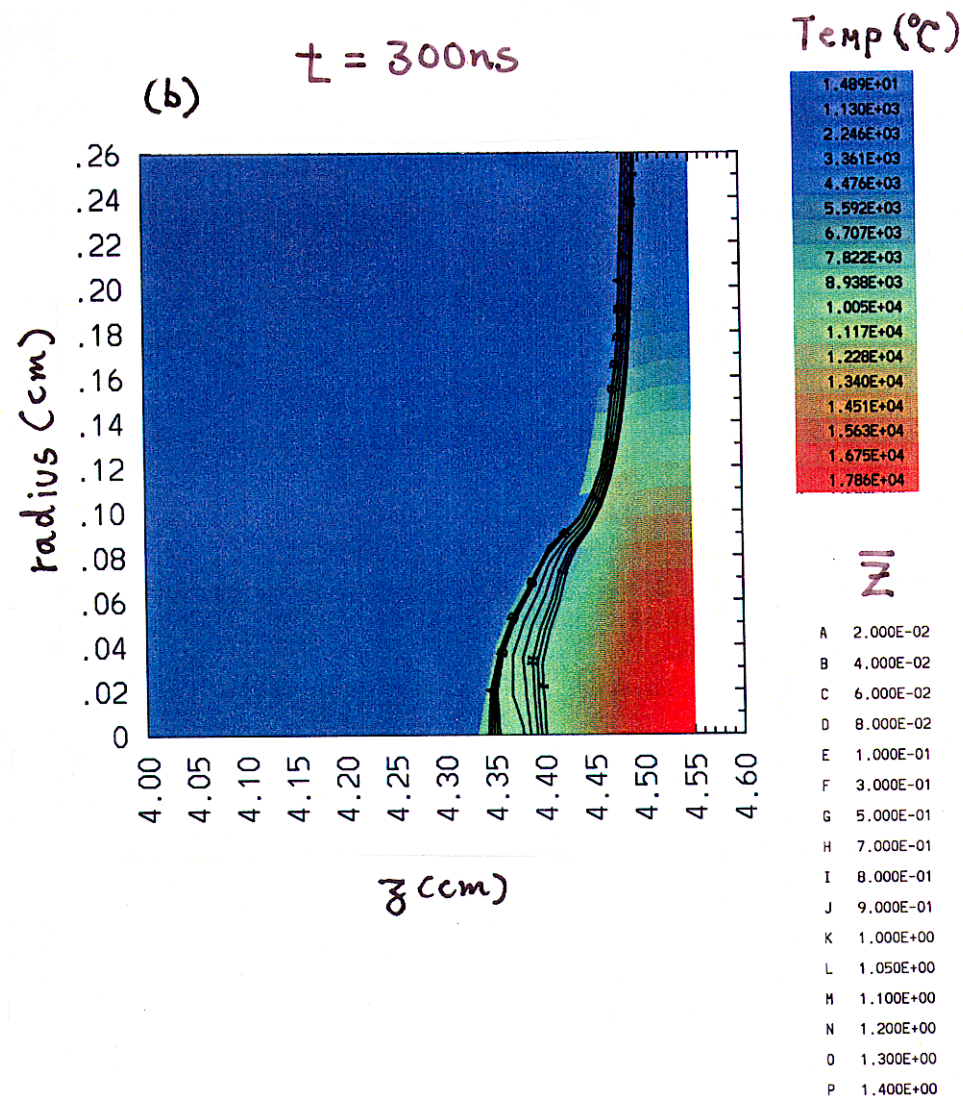 Temp (°C)
t = 300ns
(b)
1.489E+01
1.130E+03
2.246E+03
3.361E+03
4.476E+03
5.592E+03
6.707E+03
7.822E+03
8.938E+03
1.005E+04
1.117E+04
1.228E+04
1.340E+04
1.451E+04
1.563E+04
1.675E+04
1.786E+04
radius (cm)
.26
.24
.22
.20
.18
.16
.14
.12
.10
.08
.06
.04
.02
0
4.00 4.05 4.10 4.15 4.20 4.25 4.30 4.35 4.40 4.45 4.50 4.55 4.60
z (cm)
Z̅
A 2.000E-02
B 4.000E-02
C 6.000E-02
D 8.000E-02
E 1.000E-01
F 3.000E-01
G 5.000E-01
H 7.000E-01
I 8.000E-01
J 9.000E-01
K 1.000E+00
L 1.050E+00
M 1.100E+00
N 1.200E+00
O 1.300E+00
P 1.400E+00